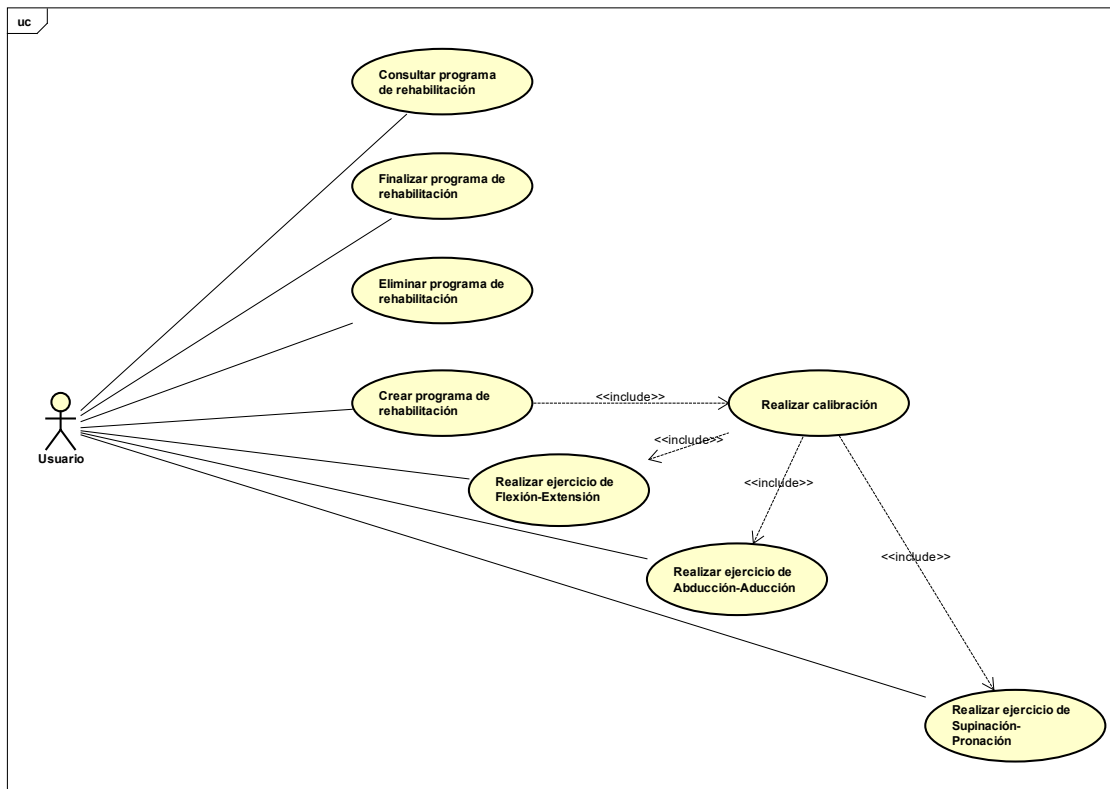 uc
Consultar programa
de rehabilitación
Finalizar programa de
rehabilitación
Eliminar programa de
rehabilitación
Crear programa de
rehabilitación
<<include>>
Realizar calibración
Usuario
<<include>>
Realizar ejercicio de
Flexión-Extensión
<<include>>
Realizar ejercicio de
Abducción-Aducción
<<include>>
Realizar ejercicio de
Supinación-
Pronación